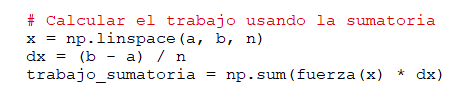 # Calcular el trabajo usando la sumatoria
x = np.linspace(a, b, n)
dx = (b - a) / n
trabajo_sumatoria = np.sum(fuerza(x) * dx)